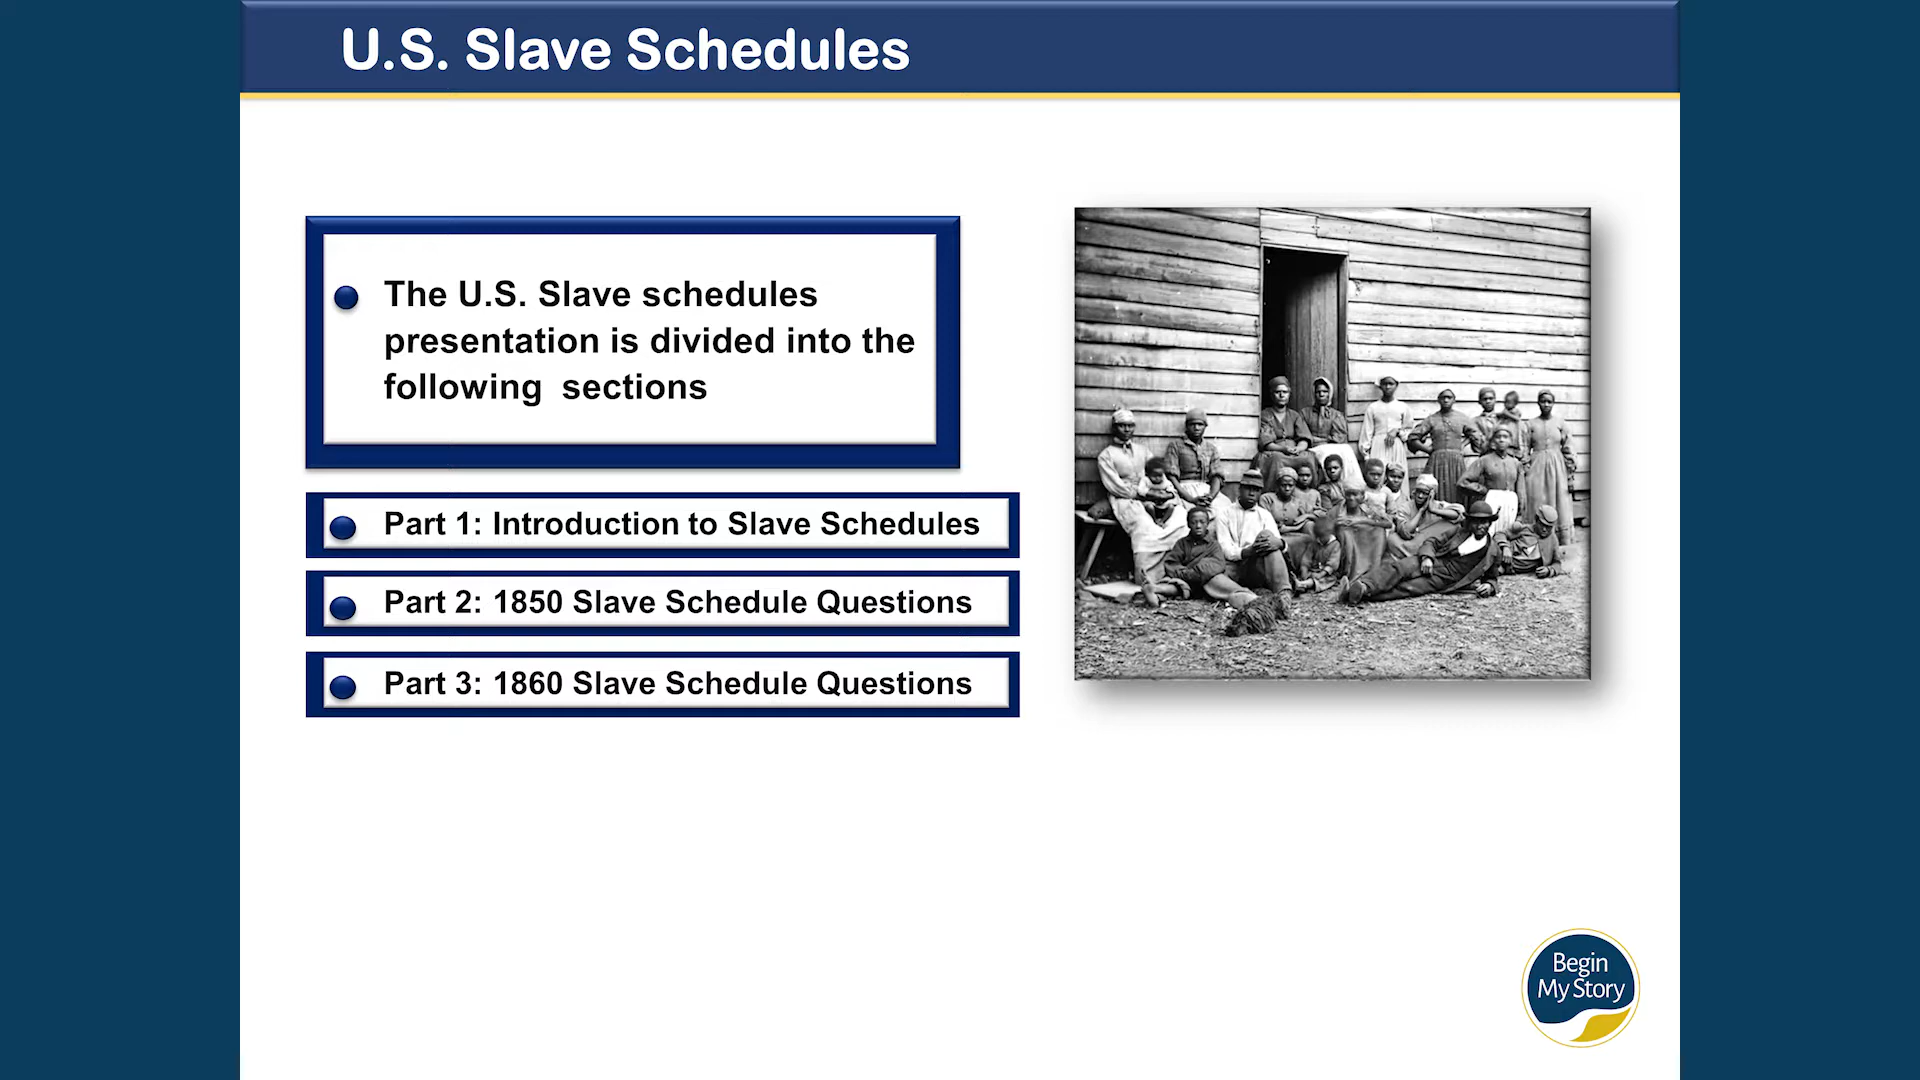 U.S. Slave Schedules
The U.S. Slave schedules
presentation is divided into the
following  sections
Part 1: Introduction to Slave Schedules
Part 2: 1850 Slave Schedule Questions
Part 3: 1860 Slave Schedule Questions
Begin
My Story